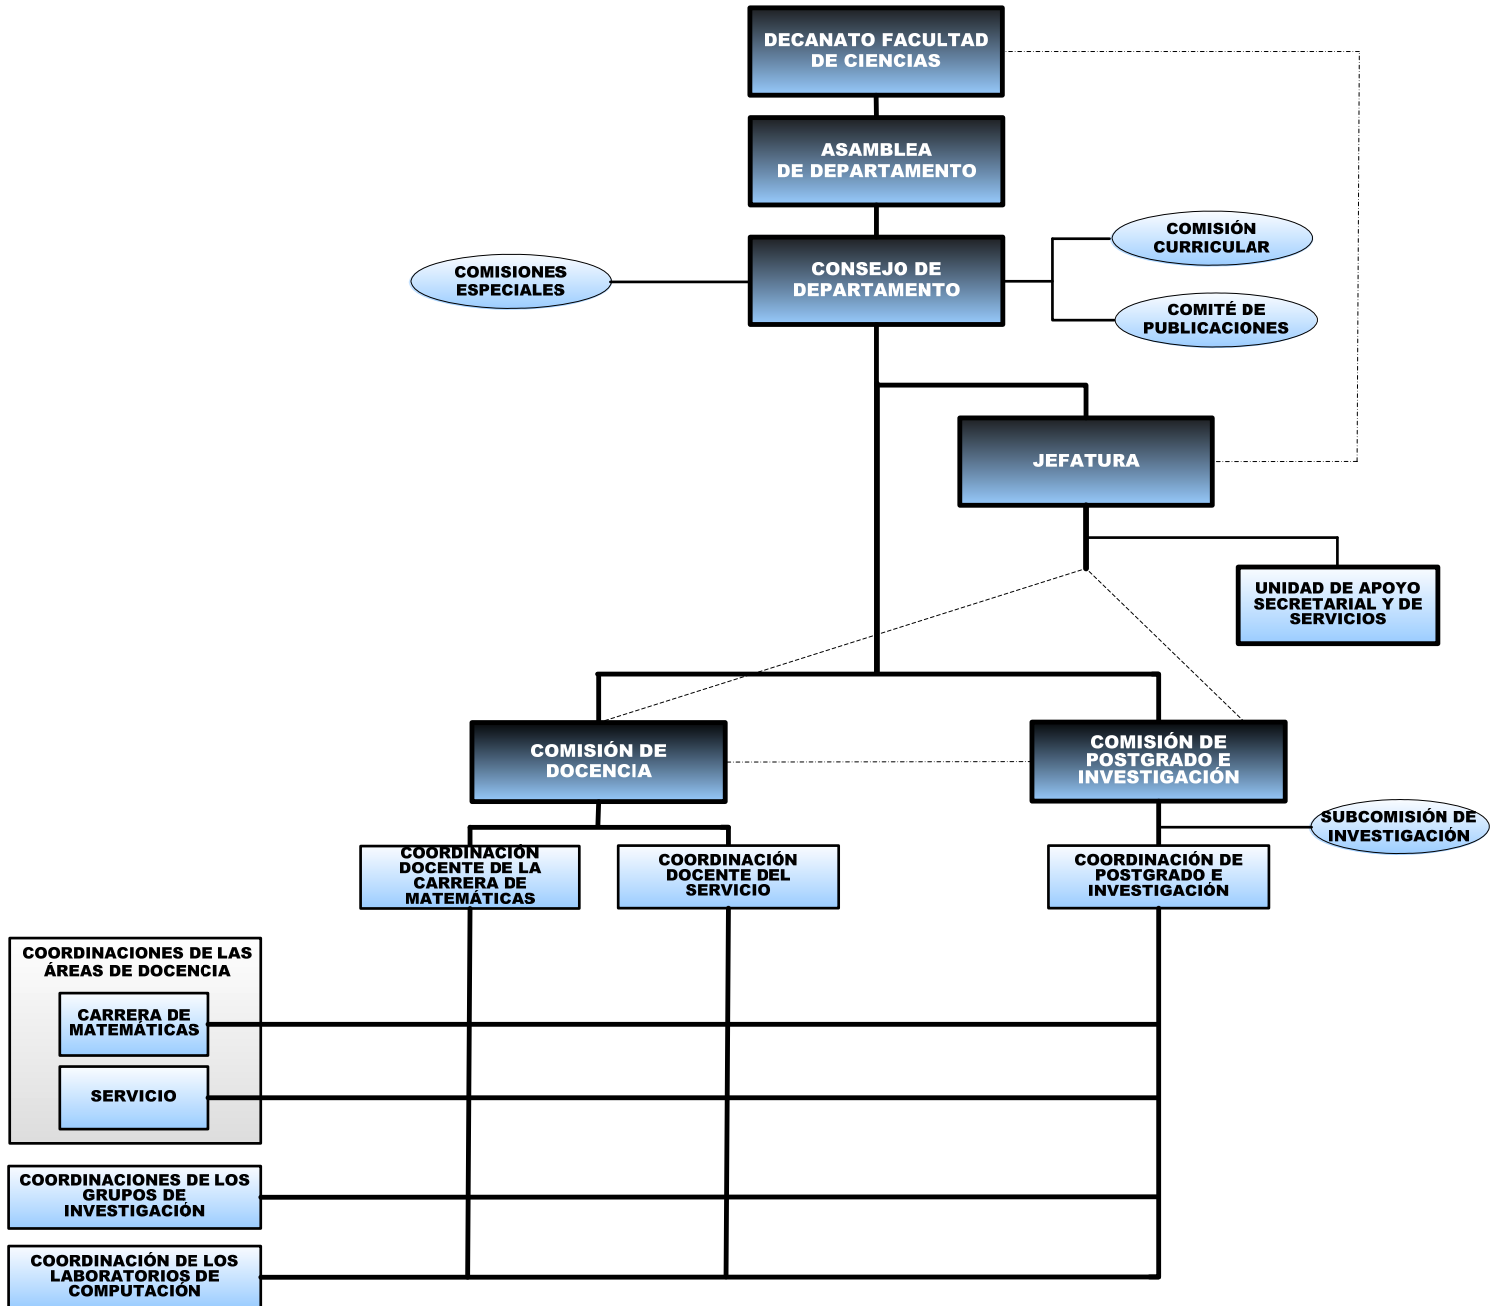 DECANATO FACULTAD
DE CIENCIAS
ASAMBLEA
DE DEPARTAMENTO
CONSEJO DE
DEPARTAMENTO
COMISIONES
ESPECIALES
COMISIÓN
CURRICULAR
COMITÉ DE
PUBLICACIONES
JEFATURA
UNIDAD DE APOYO
SECRETARIAL Y DE
SERVICIOS
COMISIÓN DE
DOCENCIA
COMISIÓN DE
POSTGRADO E
INVESTIGACIÓN
SUBCOMISIÓN DE
INVESTIGACIÓN
COORDINACIÓN
DOCENTE DE LA
CARRERA DE
MATEMÁTICAS
COORDINACIÓN
DOCENTE DEL
SERVICIO
COORDINACIÓN DE
POSTGRADO E
INVESTIGACIÓN
COORDINACIONES DE LAS
ÁREAS DE DOCENCIA
CARRERA DE
MATEMÁTICAS
SERVICIO
COORDINACIONES DE LOS
GRUPOS DE
INVESTIGACIÓN
COORDINACIÓN DE LOS
LABORATORIOS DE
COMPUTACIÓN